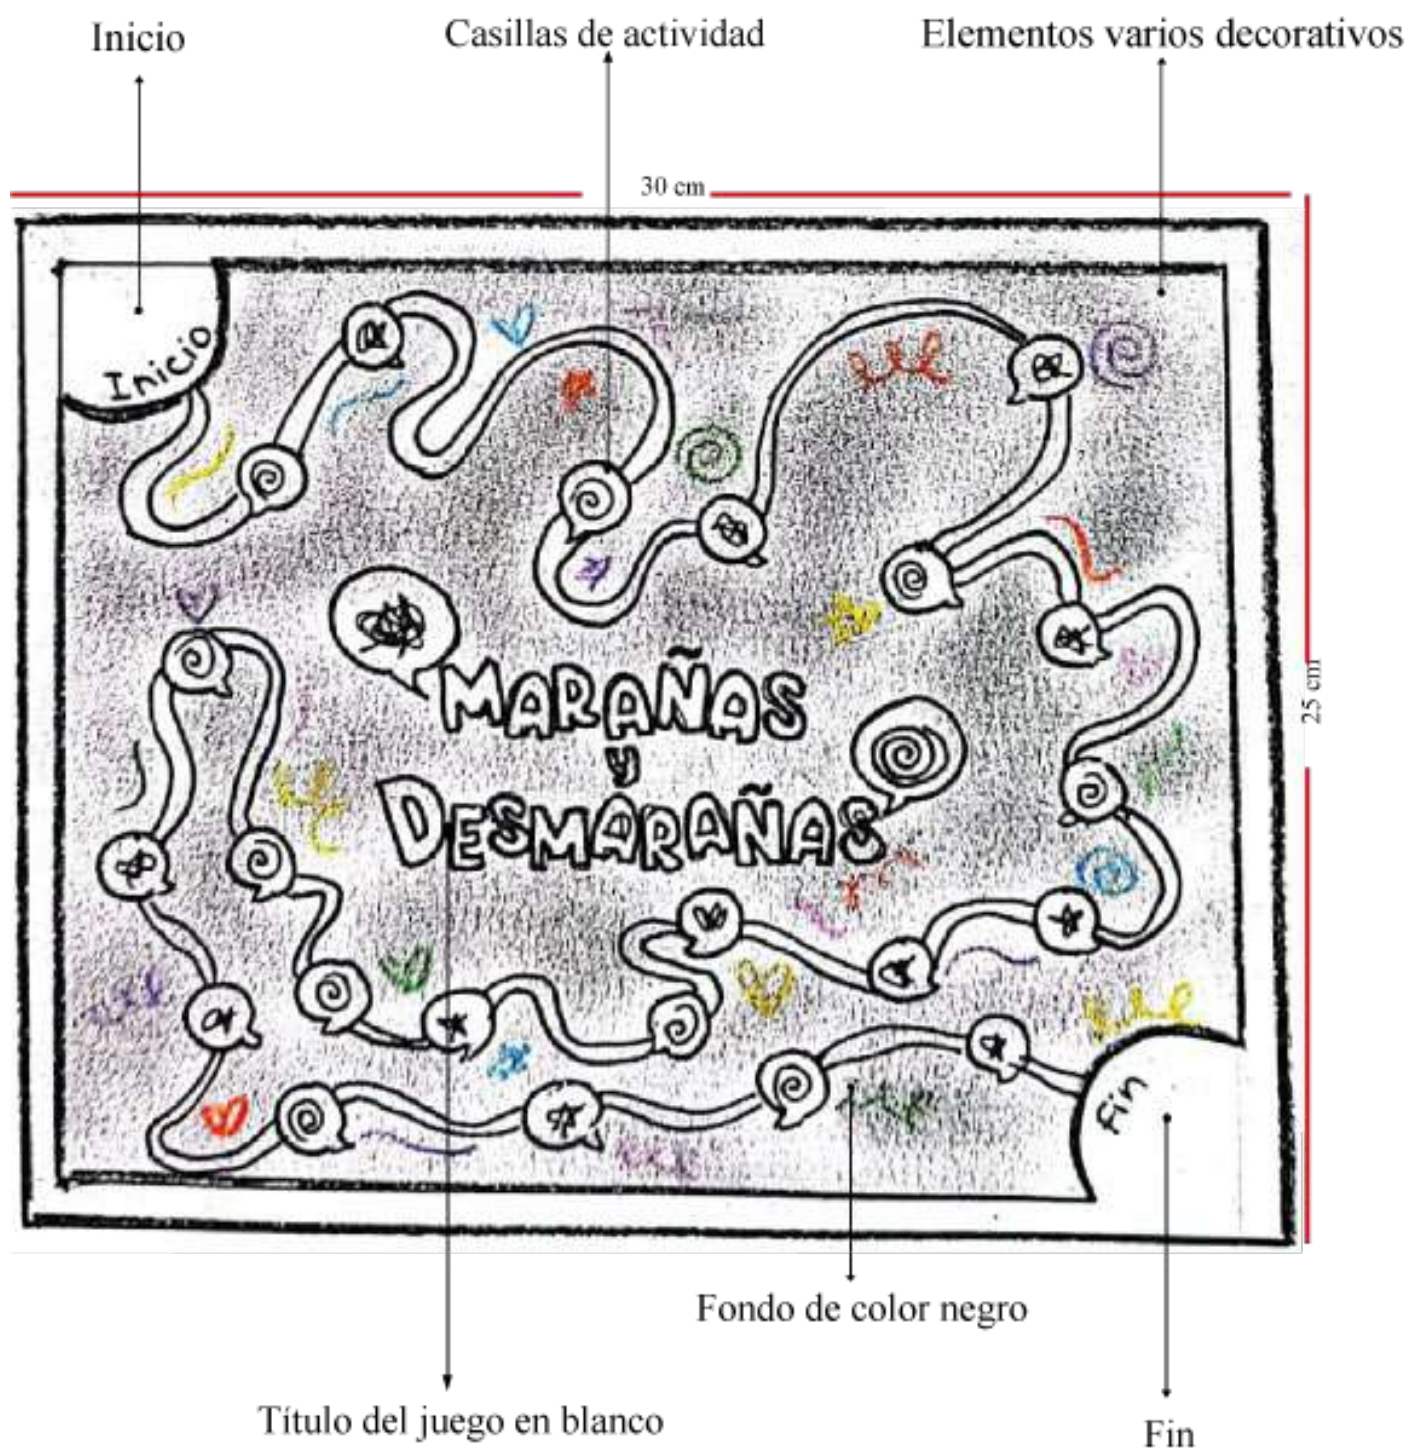 Inicio
Casillas de actividad
Elementos varios decorativos
30 cm
Inicio
25 cm
MARAÑAS
y
DESMARAÑAS
Fin
Fondo de color negro
Título del juego en blanco
Fin